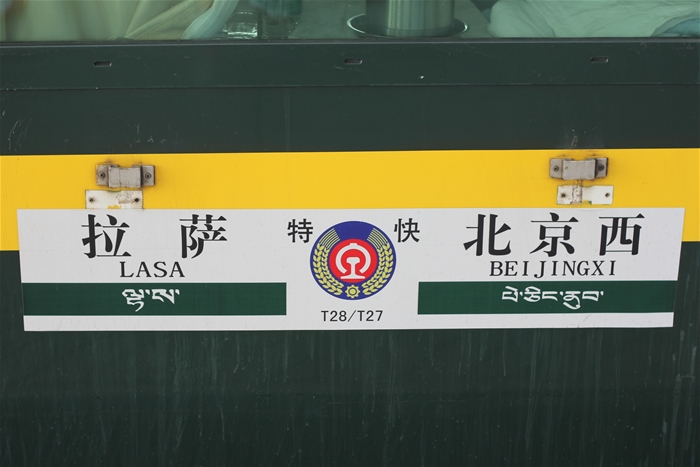 拉 萨
LASA
ལྷ་ས་
特 快
T28/T27
北京西
BEIJINGXI
པེ་ཅིང་ནུབ་